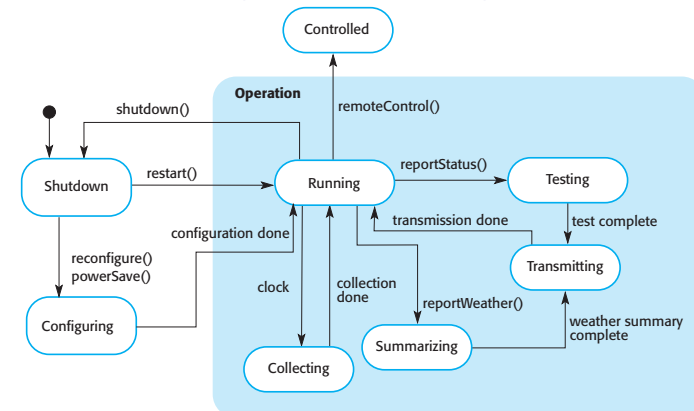 Controlled
Operation
shutdown()
remoteControl()
reportStatus()
Testing
Shutdown
restart()
Running
transmission done
test complete
configuration done
reconfigure()
powerSave()
Transmitting
clock
collection
done
reportWeather()
Configuring
Summarizing
weather summary
complete
Collecting